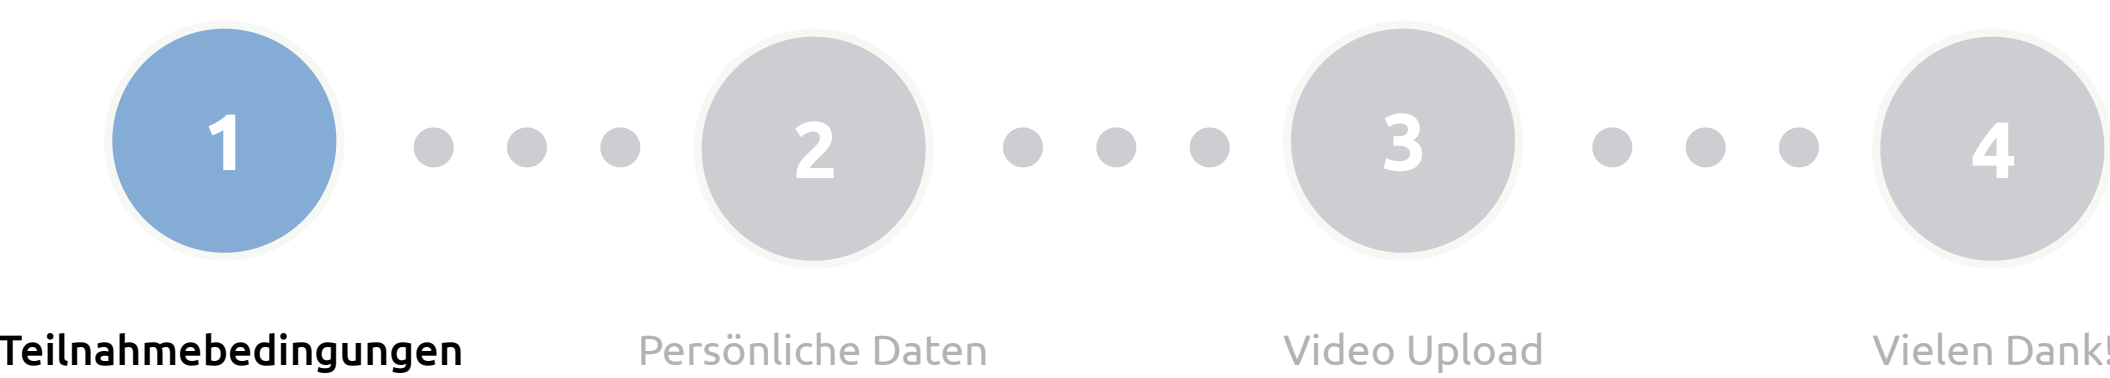 1 2 3 4
Teilnahmebedingungen Persönliche Daten Video Upload Vielen Dank!